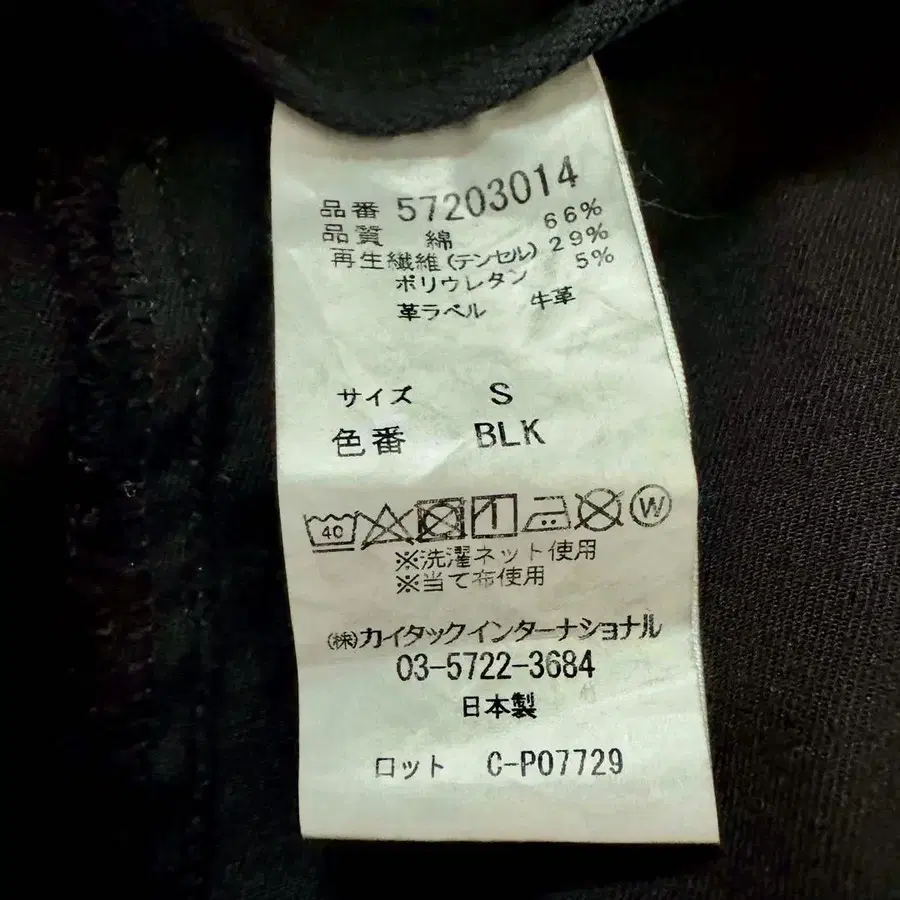 品番 57203014
品質 綿 66%
再生繊維(テンセル) 29%
ポリウレタン 5%
革ラベル 牛革
サイズ S
色番 BLK
40 W
※洗濯ネット使用
※当て布使用
(株)カイタックインターナショナル
03-5722-3684
日本製
ロット C-P07729